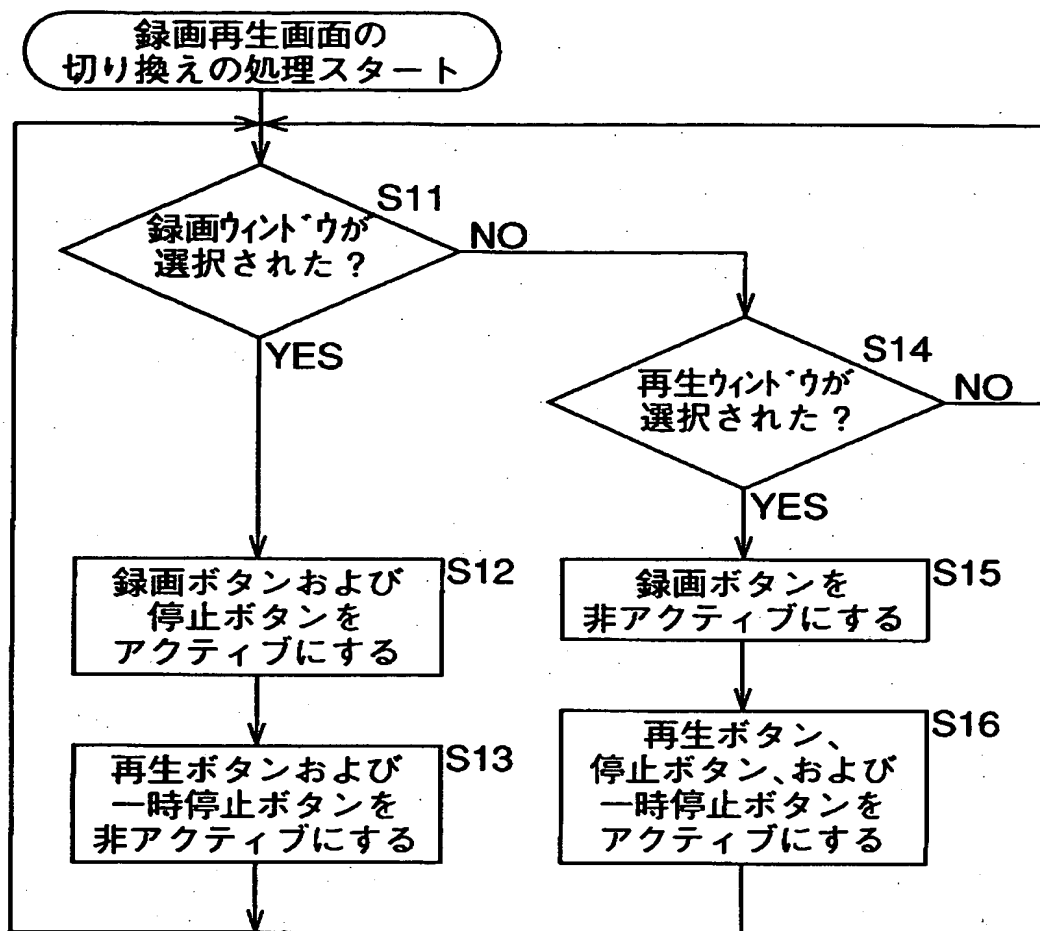 録画再生画面の
切り換えの処理スタート
S11
録画ウィンドウが
選択された？
NO
YES
S14
再生ウィンドウが
選択された？
NO
YES
S12
録画ボタンおよび
停止ボタンを
アクティブにする
S15
録画ボタンを
非アクティブにする
S13
再生ボタンおよび
一時停止ボタンを
非アクティブにする
S16
再生ボタン、
停止ボタン、および
一時停止ボタンを
アクティブにする